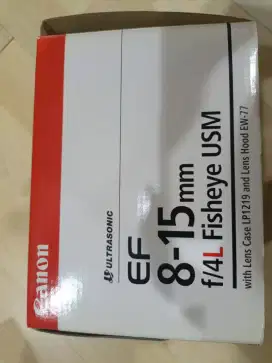 Canon
ULTRASONIC
EF
8-15mm
f/4L Fisheye USM
with Lens Case LP1219 and Lens Hood EW-77